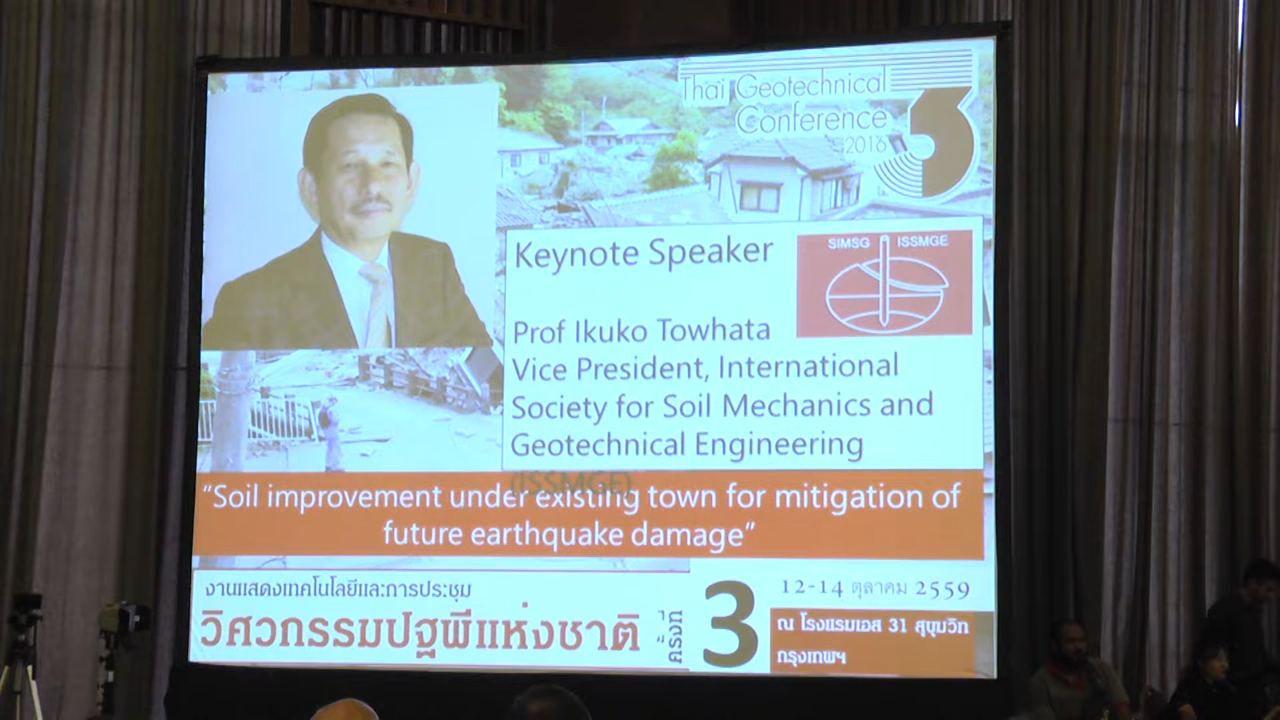 Thai Geotechnical
Conference
2016
3
Keynote Speaker
SIMSG ISSMGE
Prof Ikuko Towhata
Vice President, International
Society for Soil Mechanics and
Geotechnical Engineering
(ISSMGE)
“Soil improvement under existing town for mitigation of
future earthquake damage”
งานแสดงเทคโนโลยีและการประชุม
วิศวกรรมปฐพีแห่งชาติ
ครั้งที่
3
12-14 ตุลาคม 2559
ณ โรงแรมเอส 31 สุขุมวิท
กรุงเทพฯ